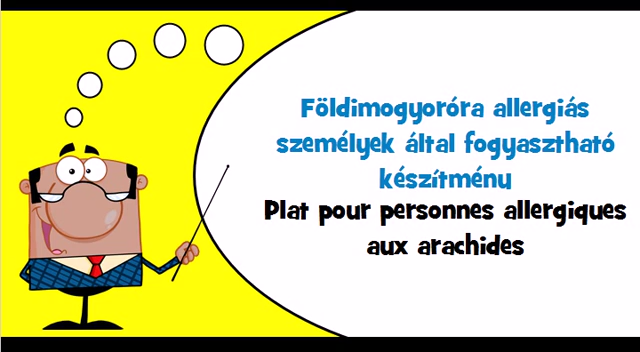 Földimogyoróra allergiás
személyek által fogyasztható
készítmény
Plat pour personnes allergiques
aux arachides